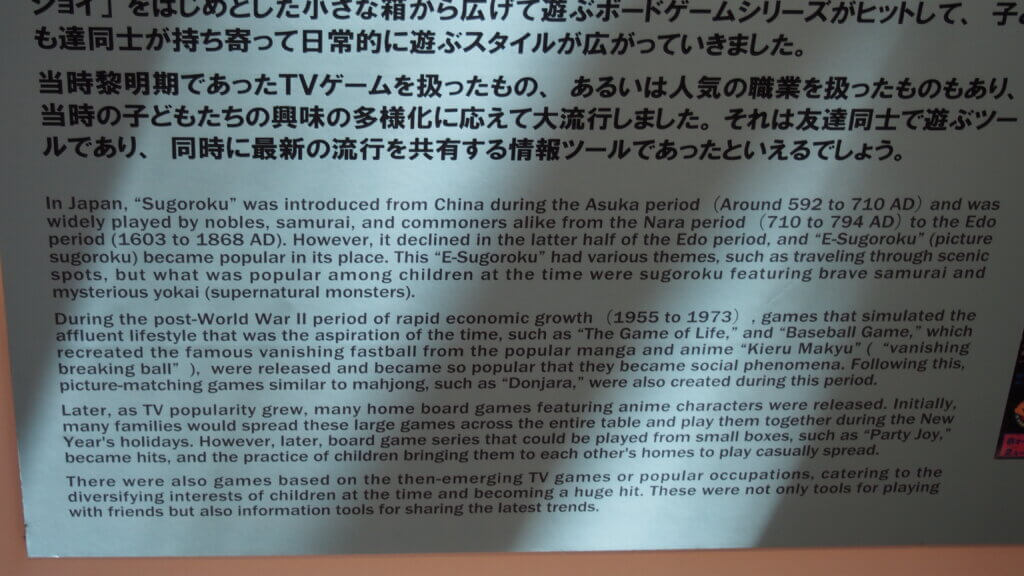 ジョイ」をはじめとした小さな箱から広げて遊ぶボードゲームシリーズがヒットして、子ど
も達同士が持ち寄って日常的に遊ぶスタイルが広がっていきました。
当時黎明期であったTVゲームを扱ったもの、あるいは人気の職業を扱ったものもあり、
当時の子どもたちの興味の多様化に応えて大流行しました。それは友達同士で遊ぶツー
ルであり、同時に最新の流行を共有する情報ツールであったといえるでしょう。
In Japan, “Sugoroku” was introduced from China during the Asuka period （Around 592 to 710 AD） and was
widely played by nobles, samurai, and commoners alike from the Nara period （710 to 794 AD） to the Edo
period (1603 to 1868 AD). However, it declined in the latter half of the Edo period, and “E-Sugoroku” (picture
sugoroku) became popular in its place. This “E-Sugoroku” had various themes, such as traveling through scenic
spots, but what was popular among children at the time were sugoroku featuring brave samurai and
mysterious yokai (supernatural monsters).
During the post-World War II period of rapid economic growth （1955 to 1973）, games that simulated the
affluent lifestyle that was the aspiration of the time, such as “The Game of Life,” and “Baseball Game,” which
recreated the famous vanishing fastball from the popular manga and anime “Kieru Makyu” ( “vanishing
breaking ball” ), were released and became so popular that they became social phenomena. Following this,
picture-matching games similar to mahjong, such as “Donjara,” were also created during this period.
Later, as TV popularity grew, many home board games featuring anime characters were released. Initially,
many families would spread these large games across the entire table and play them together during the New
Year's holidays. However, later, board game series that could be played from small boxes, such as “Party Joy,”
became hits, and the practice of children bringing them to each other's homes to play casually spread.
There were also games based on the then-emerging TV games or popular occupations, catering to the
diversifying interests of children at the time and becoming a huge hit. These were not only tools for playing
with friends but also information tools for sharing the latest trends.